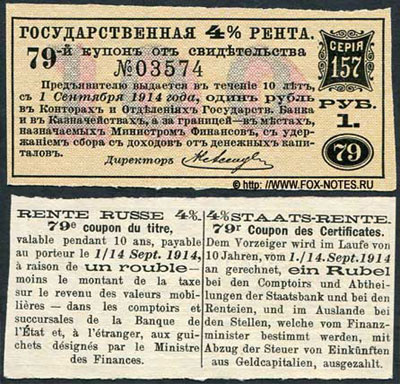 ГОСУДАРСТВЕННАЯ 4% РЕНТА.
79-й купонъ отъ свидѣтельства
№03574
СЕРІЯ
157
Предъявителю выдается въ теченіе 10 лѣтъ,
съ 1 Сентября 1914 года, одинъ рубль
въ Конторахъ и Отдѣленіяхъ Государств. Банка
и въ Казначействахъ, а за границей—въ мѣстахъ,
назначаемыхъ Министромъ Финансовъ, съ удер-
жаніемъ сбора съ доходовъ отъ денежныхъ капи-
таловъ.
Директоръ
РУБ.
1.
79
FOX-NOTES
WWW.FOX-NOTES.RU
RENTE RUSSE 4%.
79e coupon du titre,
valable pendant 10 ans, payable
au porteur le 1/14 Sept. 1914,
à raison de un rouble—
moins le montant de la taxe
sur le revenu des valeurs mobi-
lières — dans les comptoirs et
succursales de la Banque de
l'État et, à l'étranger, aux gui-
chets désignés par le Ministre
des Finances.
4% STAATS-RENTE.
79r Coupon des Certificates.
Dem Vorzeiger wird im Laufe von
10 Jahren, vom 1./14. Sept. 1914
an gerechnet, ein Rubel
bei den Comptoirs und Abthei-
lungen der Staatsbank und bei den
Renteien, und im Auslande bei
den Stellen, welche vom Finanz-
minister bestimmt werden, mit
Abzug der Steuer von Einkünften
aus Geldcapitalien, ausgezahlt.